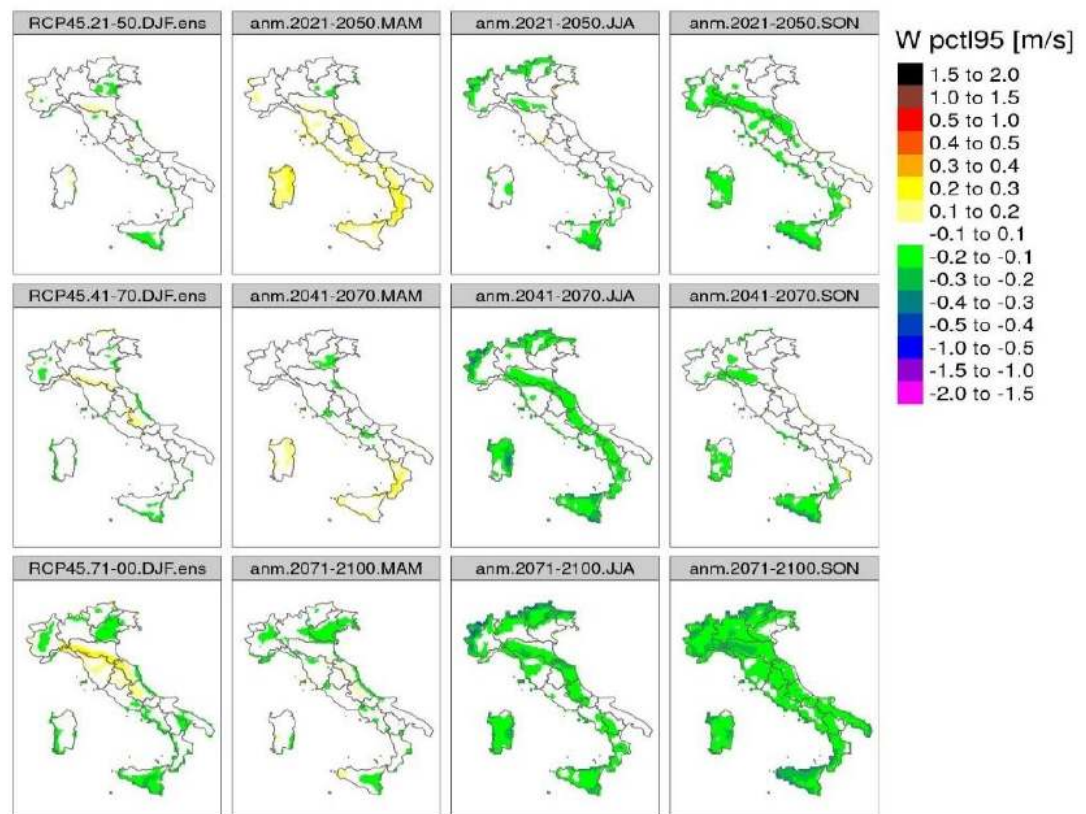 RCP45.21-50.DJF.ens
anm.2021-2050.MAM
anm.2021-2050.JJA
anm.2021-2050.SON
W pctl95 [m/s]
1.5 to 2.0
1.0 to 1.5
0.5 to 1.0
0.4 to 0.5
0.3 to 0.4
0.2 to 0.3
0.1 to 0.2
-0.1 to 0.1
-0.2 to -0.1
-0.3 to -0.2
-0.4 to -0.3
-0.5 to -0.4
-1.0 to -0.5
-1.5 to -1.0
-2.0 to -1.5
RCP45.41-70.DJF.ens
anm.2041-2070.MAM
anm.2041-2070.JJA
anm.2041-2070.SON
RCP45.71-00.DJF.ens
anm.2071-2100.MAM
anm.2071-2100.JJA
anm.2071-2100.SON